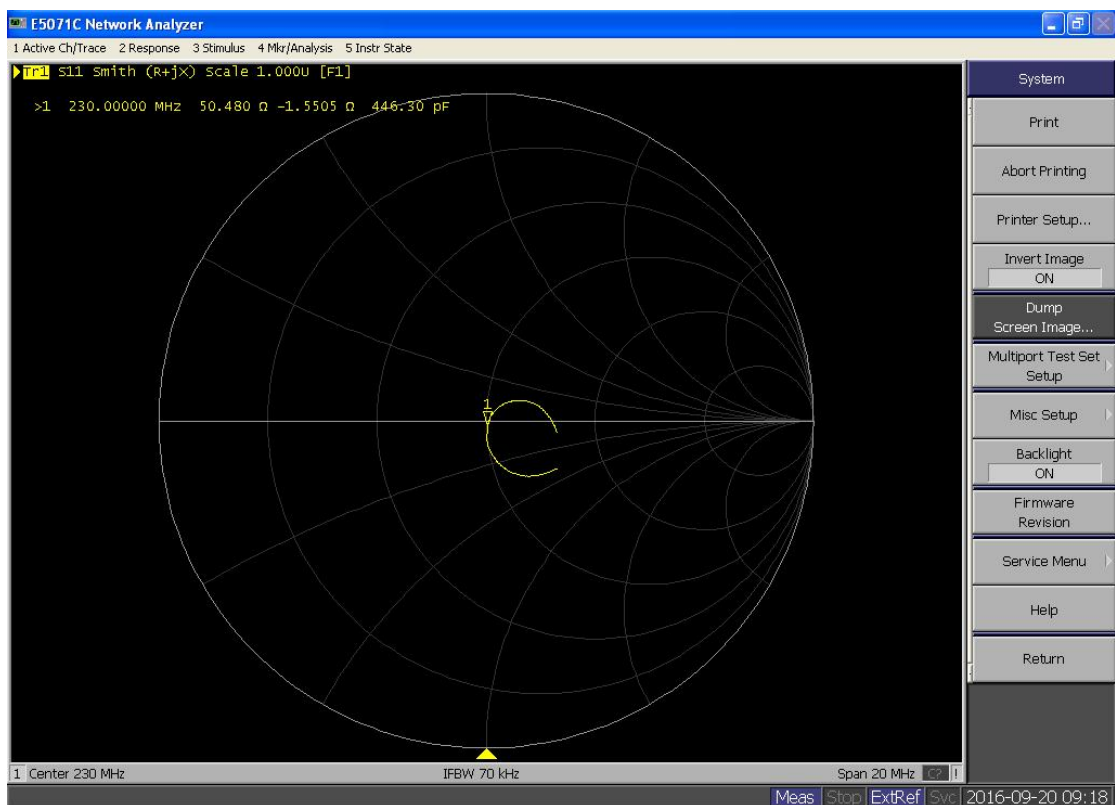 E5071C Network Analyzer
1 Active Ch/Trace 2 Response 3 Stimulus 4 Mkr/Analysis 5 Instr State
Tr1 S11 Smith (R+jX) Scale 1.000U [F1]
>1 230.00000 MHz 50.480 Ω -1.5505 Ω 446.30 pF
1
System
Print
Abort Printing
Printer Setup...
Invert Image
ON
Dump
Screen Image...
Multiport Test Set
Setup
Misc Setup
Backlight
ON
Firmware
Revision
Service Menu
Help
Return
1 Center 230 MHz IFBW 70 kHz Span 20 MHz C? !
Meas Stop ExtRef Svc 2016-09-20 09:18